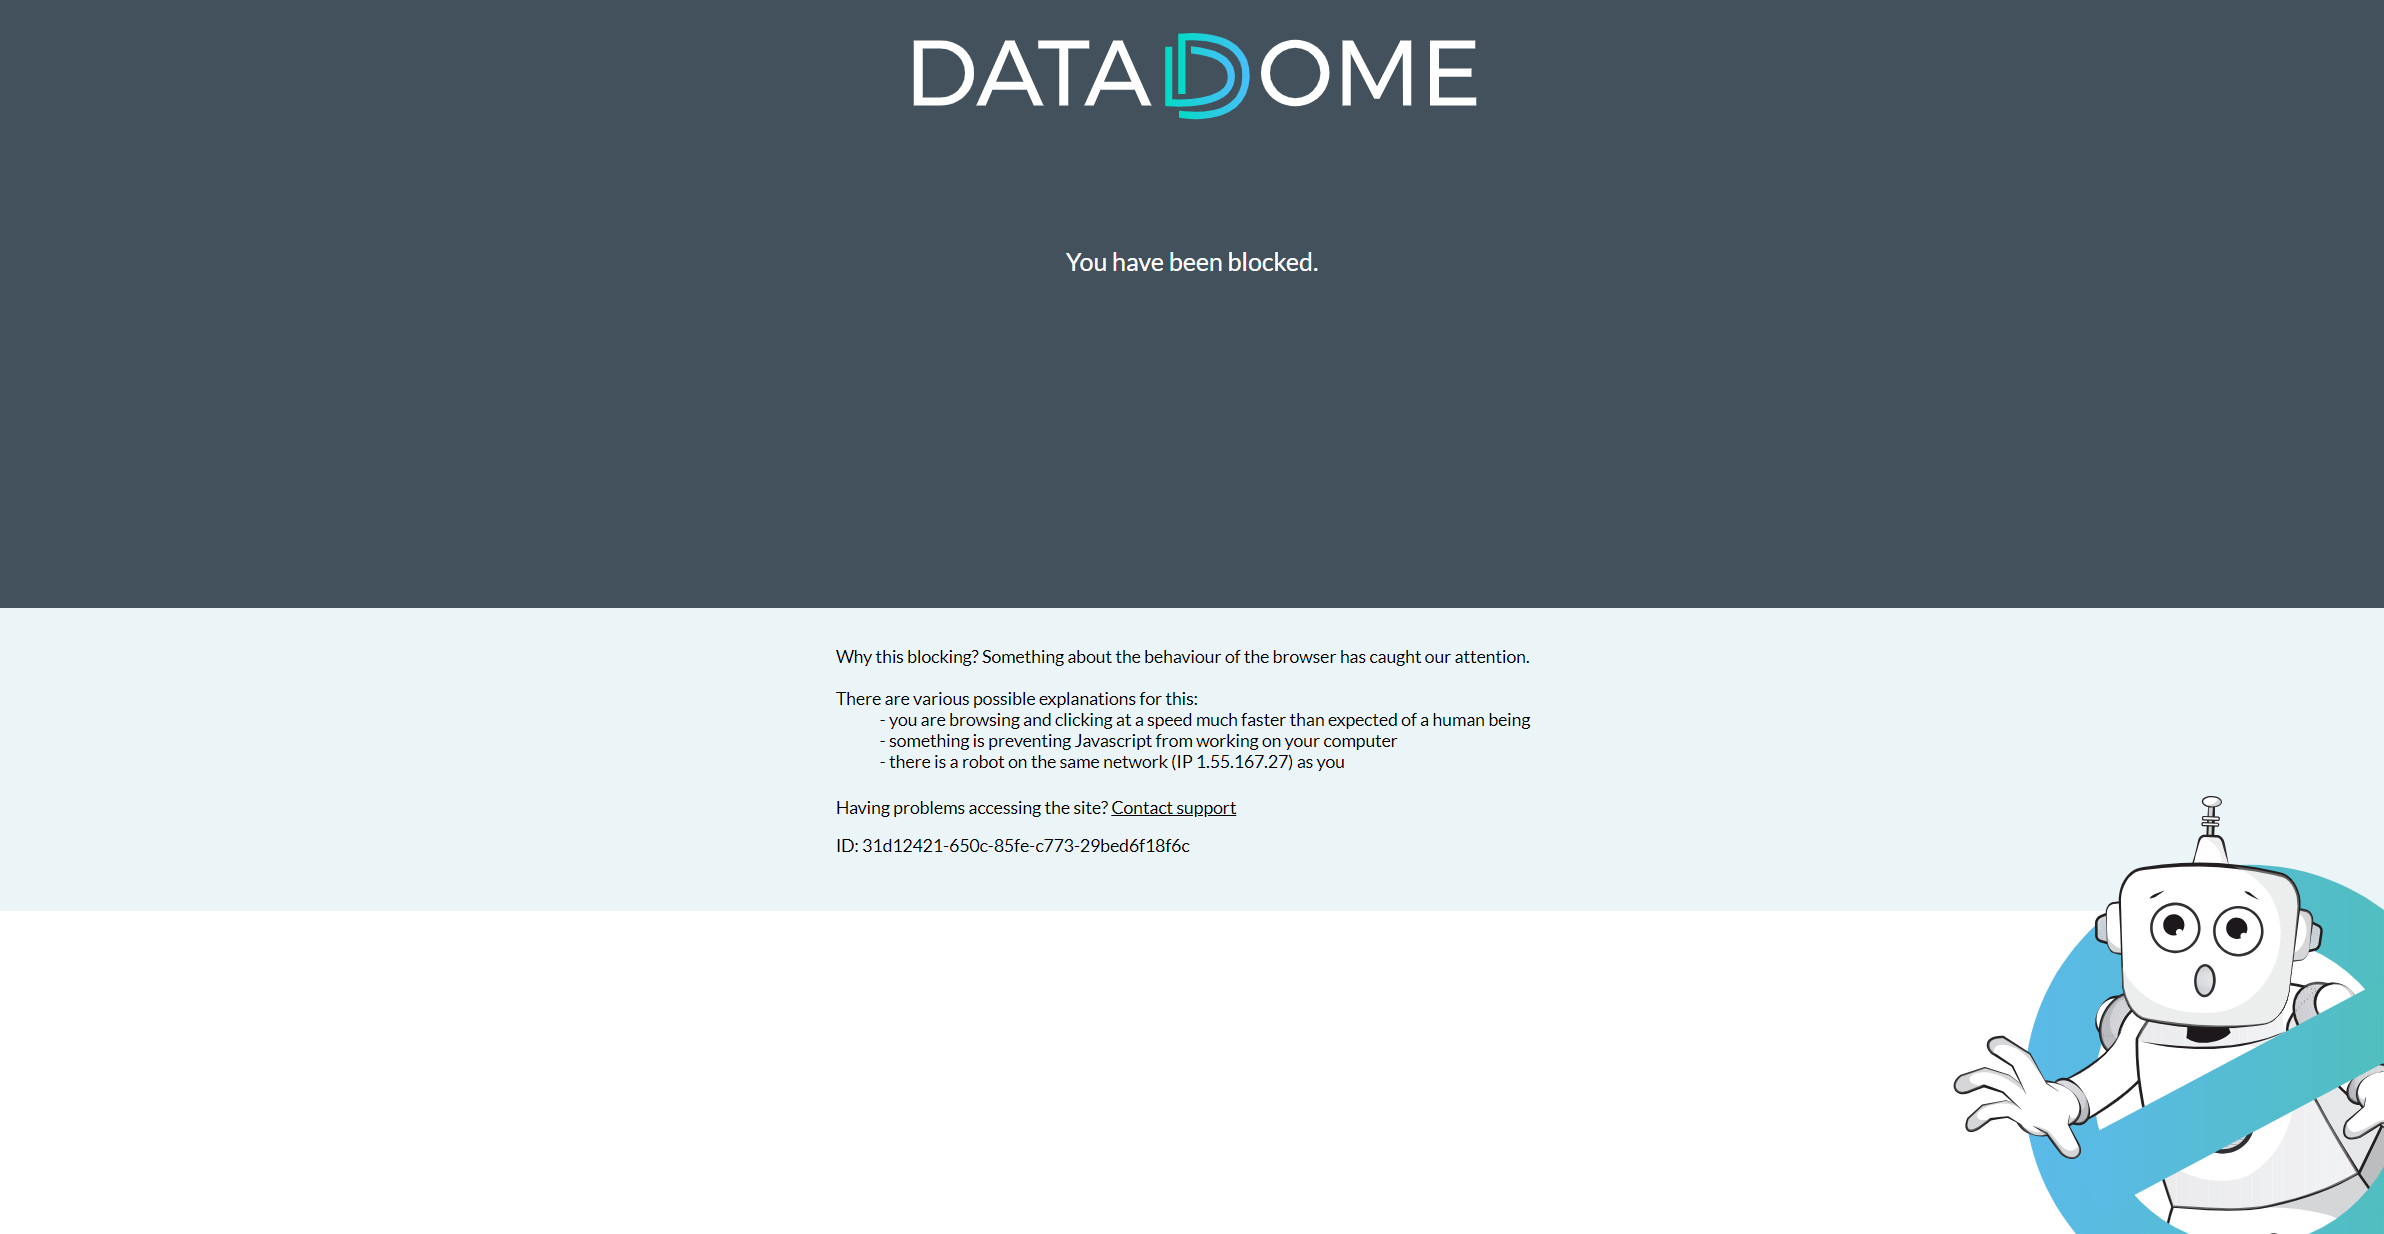 DATADOME
You have been blocked.
Why this blocking? Something about the behaviour of the browser has caught our attention.
There are various possible explanations for this:
- you are browsing and clicking at a speed much faster than expected of a human being
- something is preventing Javascript from working on your computer
- there is a robot on the same network (IP 1.55.167.27) as you
Having problems accessing the site? Contact support
ID: 31d12421-650c-85fe-c773-29bed6f18f6c